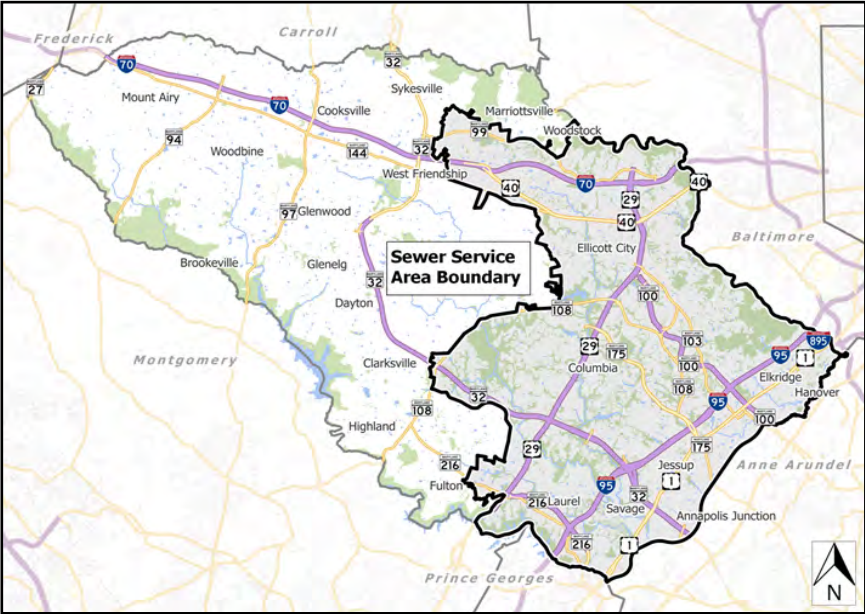 Frederick
Carroll
70
32
27
Mount Airy
Sykesville
70
Cooksville
Marriottsville
94
99
Woodstock
Woodbine
144
32
West Friendship
70
40
40
29
97
Glenwood
40
Baltimore
Ellicott City
Brookeville
Glenelg
Sewer Service
Area Boundary
32
Dayton
100
108
103
895
29
175
95
1
Montgomery
Clarksville
Columbia
100
Elkridge
108
Hanover
32
95
108
100
Highland
29
175
216
Jessup
Anne Arundel
Fulton
95
1
216
Laurel
32
Savage
Annapolis Junction
216
1
Prince Georges
N